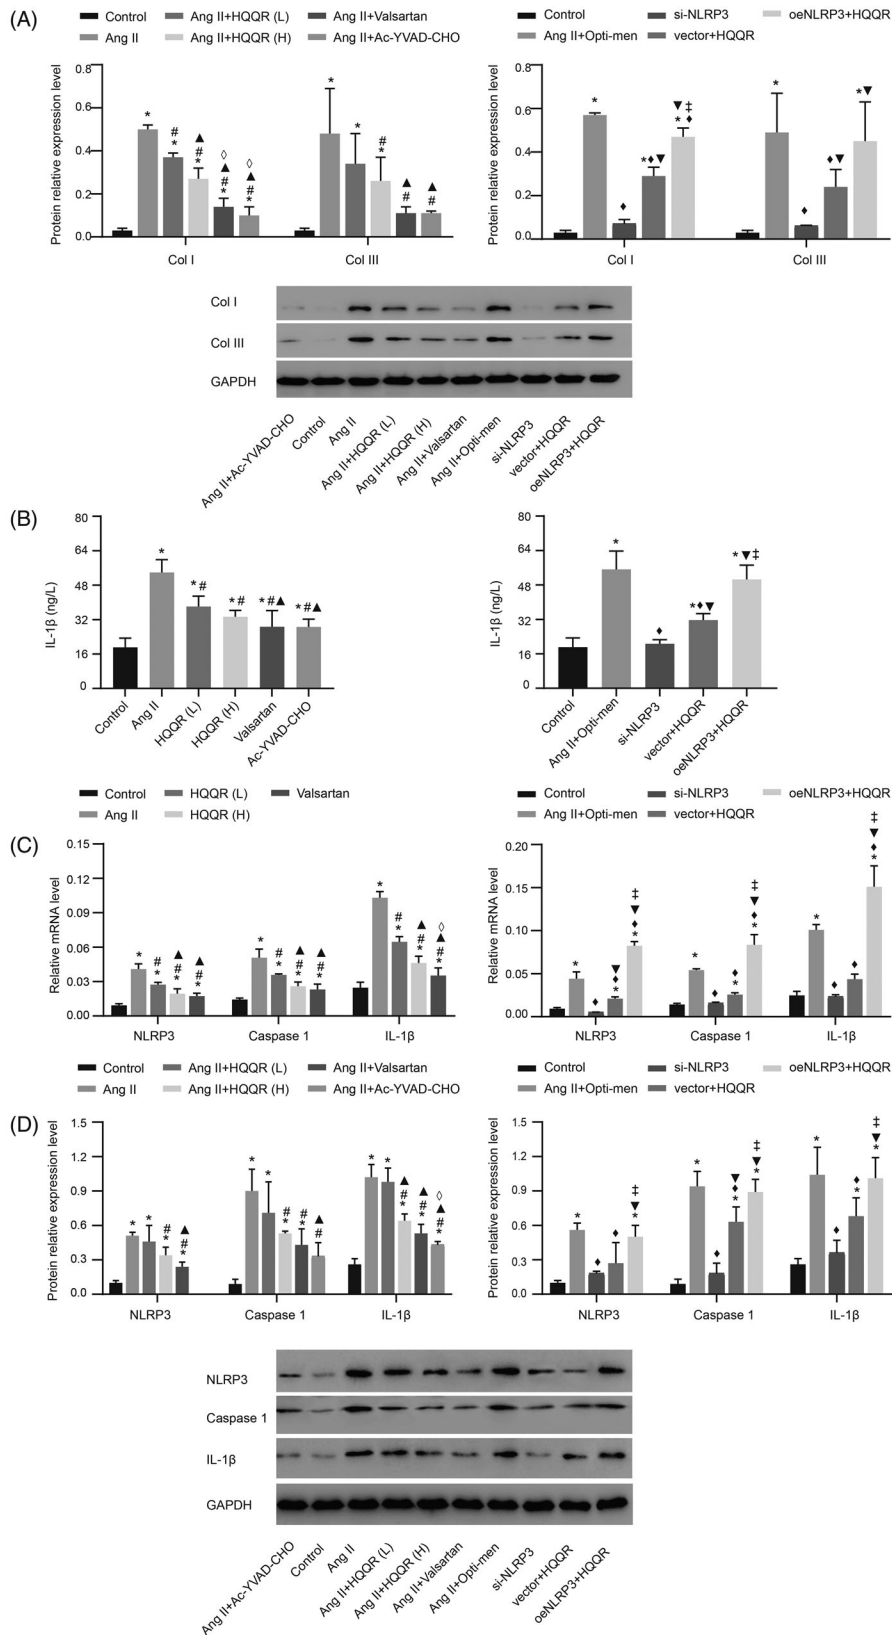 (A)
Control
Ang II+HQQR (L)
Ang II+Valsartan
Ang II
Ang II+HQQR (H)
Ang II+Ac-YVAD-CHO
Protein relative expression level
0.8
0.6
0.4
0.2
0.0
*
#
*
▲
#
*
◊
▲
#
*
◊
▲
#
*
*
*
#
*
▲
#
▲
#
Col I
Col III
Control
si-NLRP3
oeNLRP3+HQQR
Ang II+Opti-men
vector+HQQR
Protein relative expression level
0.8
0.6
0.4
0.2
0.0
*
♦
*♦▼
▼ ‡
* ♦
*
♦
♦▼
*▼
Col I
Col III
Col I
Col III
GAPDH
Ang II+Ac-YVAD-CHO
Control
Ang II
Ang II+HQQR (L)
Ang II+HQQR (H)
Ang II+Valsartan
Ang II+Opti-men
si-NLRP3
vector+HQQR
oeNLRP3+HQQR
(B)
IL-1β (ng/L)
80
64
48
32
16
0
*
*#
*#
*#▲
*#▲
Control
Ang II
HQQR (L)
HQQR (H)
Valsartan
Ac-YVAD-CHO
IL-1β (ng/L)
80
64
48
32
16
0
*
♦
*♦▼
*▼‡
Control
Ang II+Opti-men
si-NLRP3
vector+HQQR
oeNLRP3+HQQR
(C)
Control
HQQR (L)
Valsartan
Ang II
HQQR (H)
Relative mRNA level
0.15
0.12
0.09
0.06
0.03
0.00
*
#
*
▲
#
*
▲
#
*
*
#
*
▲
#
*
▲
#
*
*
#
*
▲
#
*
◊
▲
#
*
NLRP3
Caspase 1
IL-1β
Control
si-NLRP3
oeNLRP3+HQQR
Ang II+Opti-men
vector+HQQR
Relative mRNA level
0.20
0.15
0.10
0.05
0.00
*
♦
▼
♦
*
‡
▼
♦
*
*
♦
♦
*
‡
▼
♦
*
*
♦
♦
‡
▼
♦
*
NLRP3
Caspase 1
IL-1β
(D)
Control
Ang II+HQQR (L)
Ang II+Valsartan
Ang II
Ang II+HQQR (H)
Ang II+Ac-YVAD-CHO
Protein relative expression level
1.5
1.2
0.9
0.6
0.3
0.0
*
*
#
*
▲
#
*
*
*
#
*
#
*
▲
#
*
*
▲
#
*
▲
#
*
◊
▲
#
*
NLRP3
Caspase 1
IL-1β
Control
si-NLRP3
oeNLRP3+HQQR
Ang II+Opti-men
vector+HQQR
Protein relative expression level
1.5
1.2
0.9
0.6
0.3
0.0
*
♦
♦
‡
▼
*
*
♦
▼
♦
*
‡
▼
*
*
♦
♦
*
‡
▼
*
NLRP3
Caspase 1
IL-1β
NLRP3
Caspase 1
IL-1β
GAPDH
Ang II+Ac-YVAD-CHO
Control
Ang II
Ang II+HQQR (L)
Ang II+HQQR (H)
Ang II+Valsartan
Ang II+Opti-men
si-NLRP3
vector+HQQR
oeNLRP3+HQQR